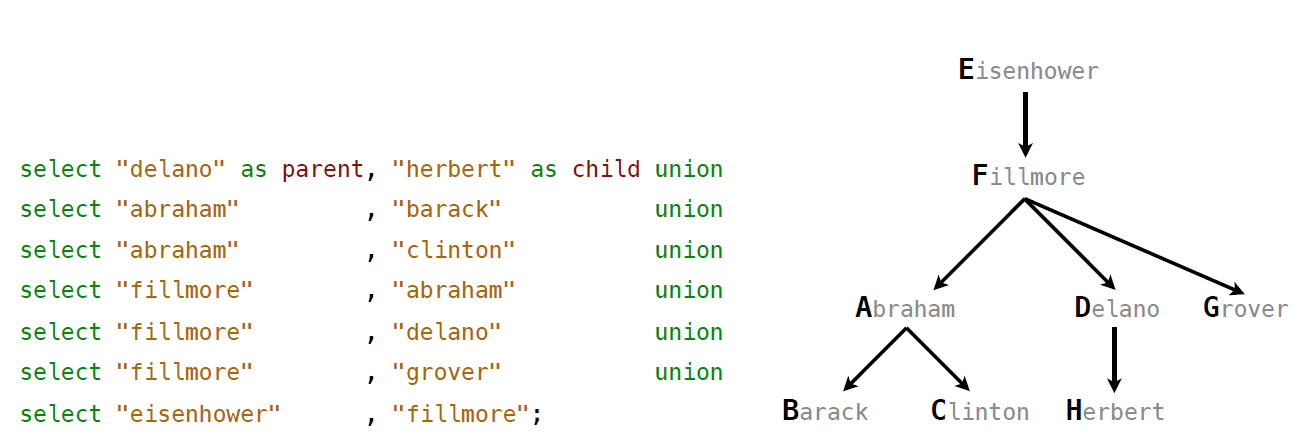 select "delano" as parent, "herbert" as child union
select "abraham"         , "barack"           union
select "abraham"         , "clinton"          union
select "fillmore"        , "abraham"          union
select "fillmore"        , "delano"           union
select "fillmore"        , "grover"           union
select "eisenhower"      , "fillmore";
Eisenhower
Fillmore
Abraham Delano Grover
Barack Clinton Herbert